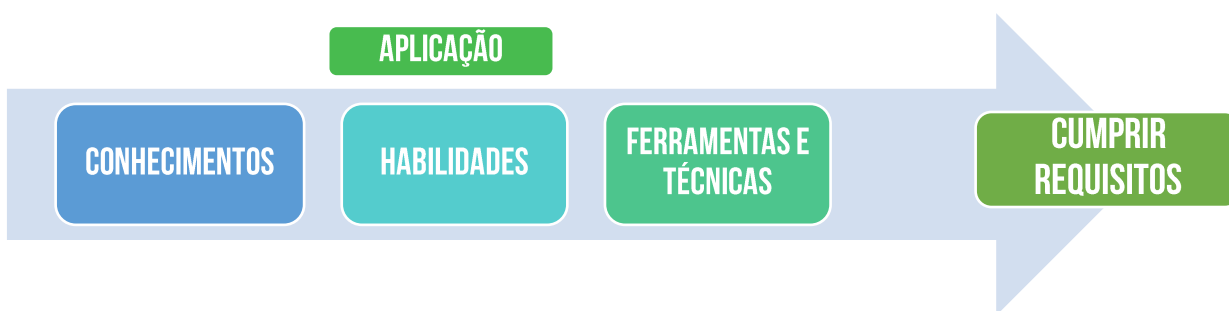 APLICAÇÃO
CONHECIMENTOS
HABILIDADES
FERRAMENTAS E
TÉCNICAS
CUMPRIR
REQUISITOS